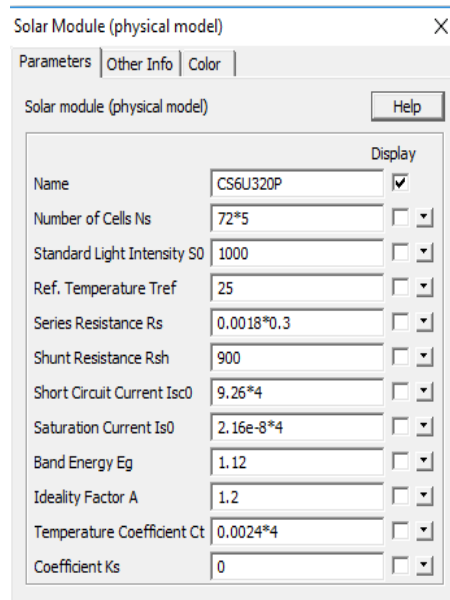 Solar Module (physical model)
Parameters Other Info Color
Solar module (physical model) Help
Display
Name CS6U320P
Number of Cells Ns 72*5
Standard Light Intensity S0 1000
Ref. Temperature Tref 25
Series Resistance Rs 0.0018*0.3
Shunt Resistance Rsh 900
Short Circuit Current Isc0 9.26*4
Saturation Current Is0 2.16e-8*4
Band Energy Eg 1.12
Ideality Factor A 1.2
Temperature Coefficient Ct 0.0024*4
Coefficient Ks 0